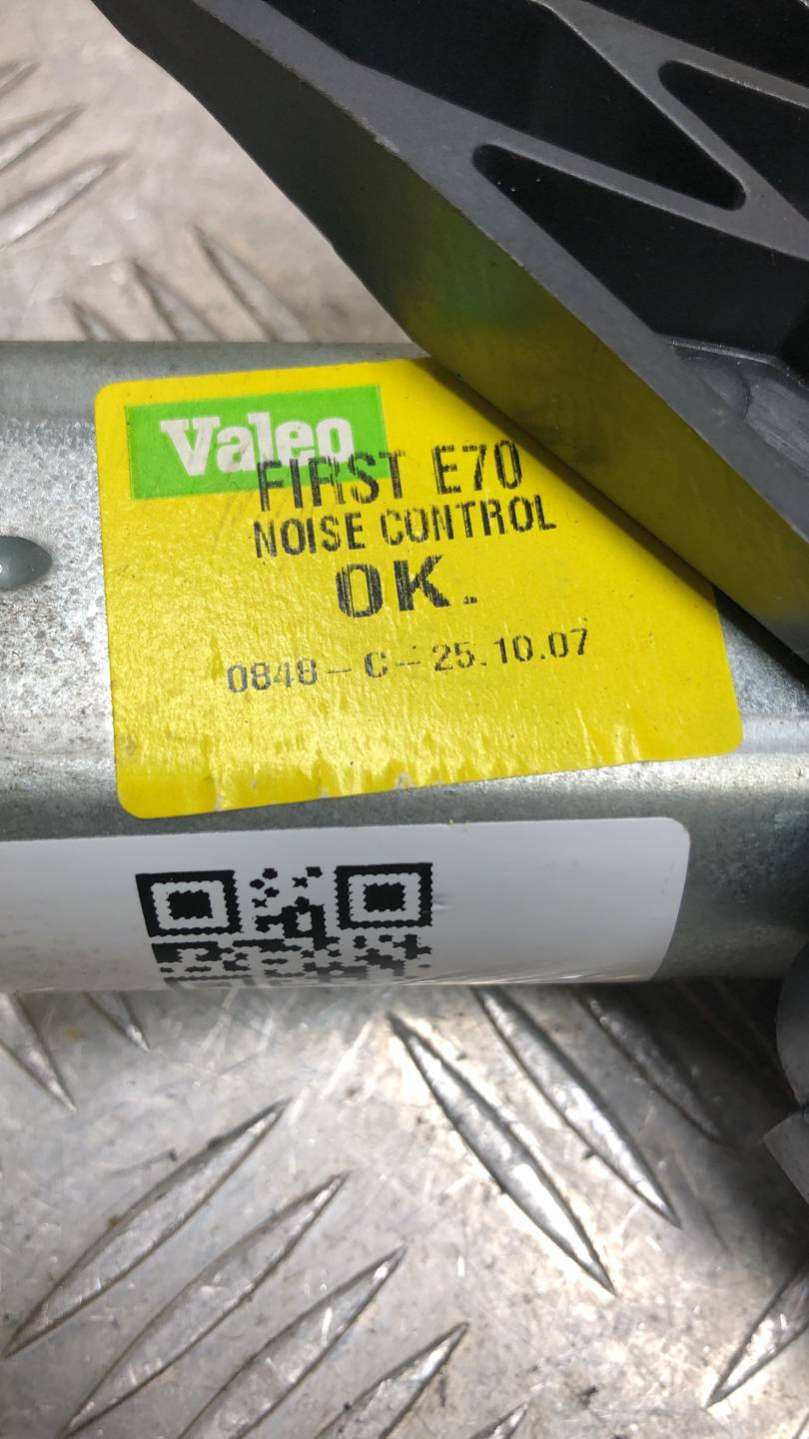 Valeo
FIRST E70
NOISE CONTROL
OK.
0848 - C - 25.10.07